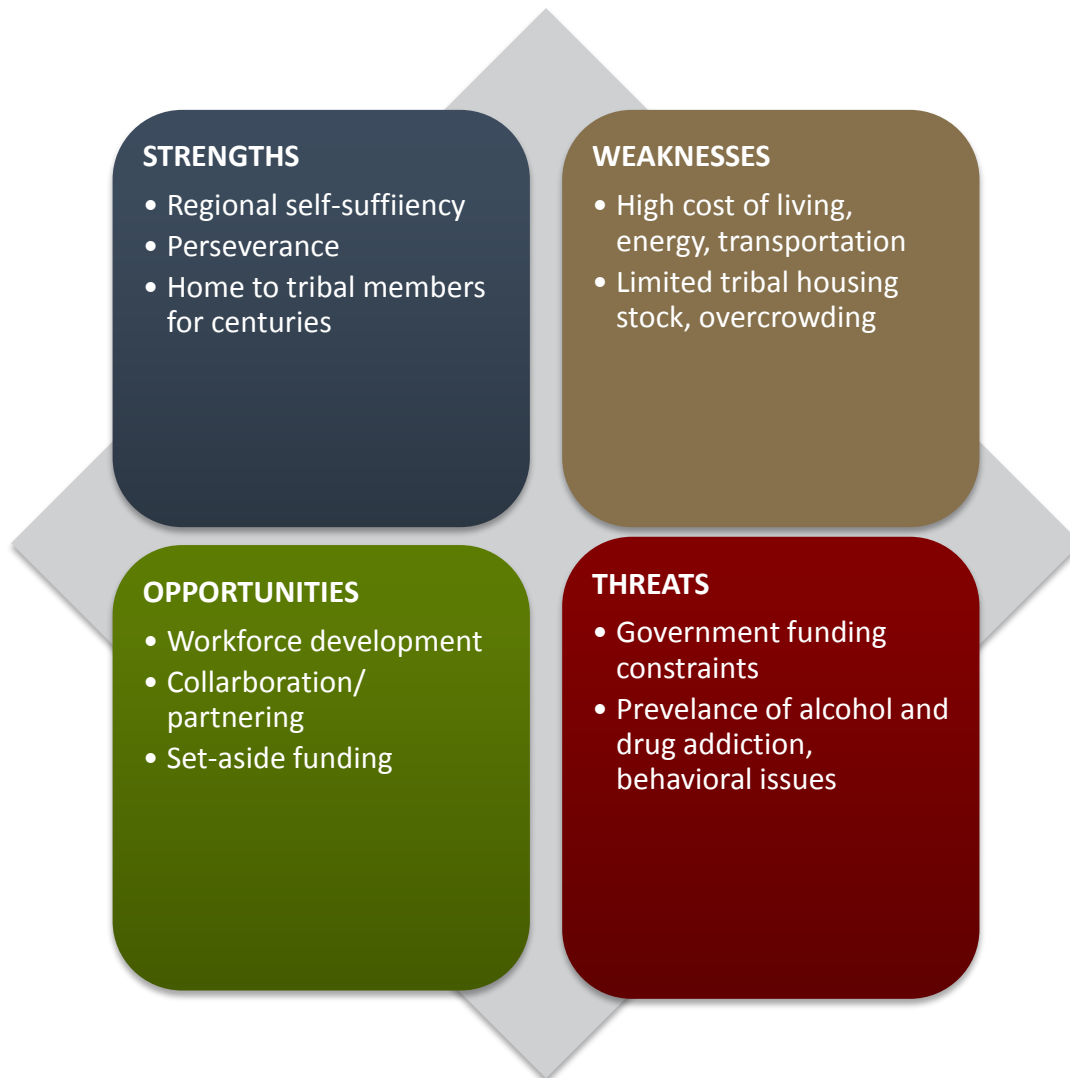 STRENGTHS
• Regional self-suffiiency
• Perseverance
• Home to tribal members
for centuries
WEAKNESSES
• High cost of living,
energy, transportation
• Limited tribal housing
stock, overcrowding
OPPORTUNITIES
• Workforce development
• Collarboration/
partnering
• Set-aside funding
THREATS
• Government funding
constraints
• Prevelance of alcohol and
drug addiction,
behavioral issues